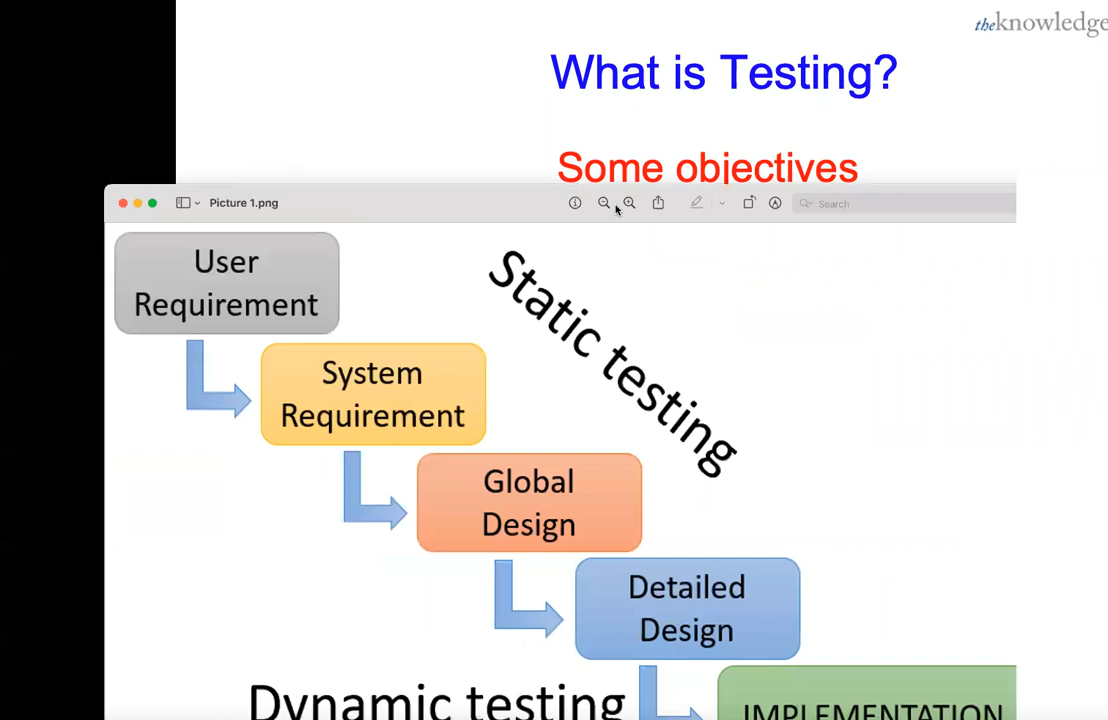 theknowledge
What is Testing?
Some objectives
Picture 1.png
Search
User
Requirement
Static testing
System
Requirement
Global
Design
Detailed
Design
Dynamic testing
IMPLEMENTATION